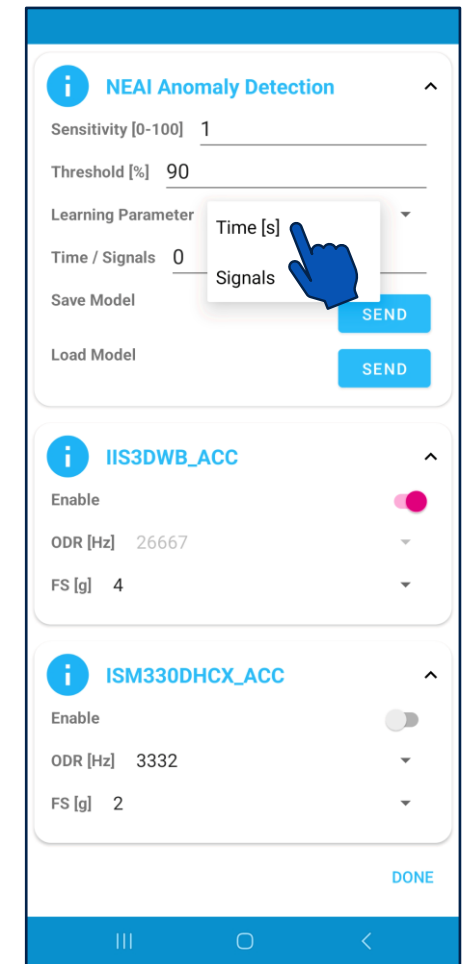 NEAI Anomaly Detection
Sensitivity [0-100] 1
Threshold [%] 90
Learning Parameter
Time [s]
Time / Signals 0
Signals
Save Model
SEND
Load Model
SEND
IIS3DWB_ACC
Enable
ODR [Hz] 26667
FS [g] 4
ISM330DHCX_ACC
Enable
ODR [Hz] 3332
FS [g] 2
DONE